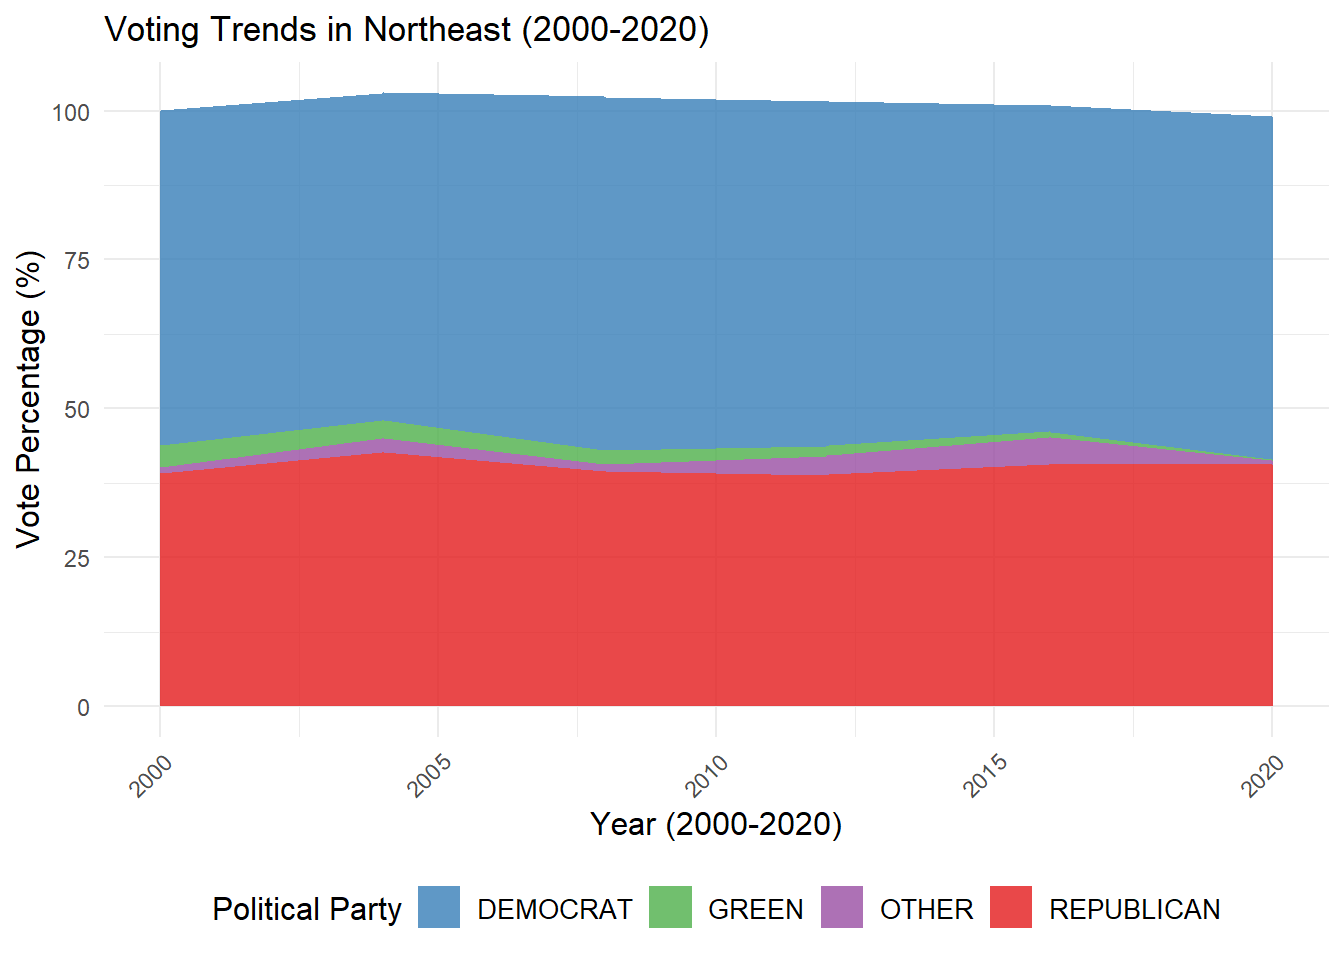 Voting Trends in Northeast (2000-2020)
Vote Percentage (%)
100
75
50
25
0
2000
2005
2010
2015
2020
Year (2000-2020)
Political Party
DEMOCRAT
GREEN
OTHER
REPUBLICAN